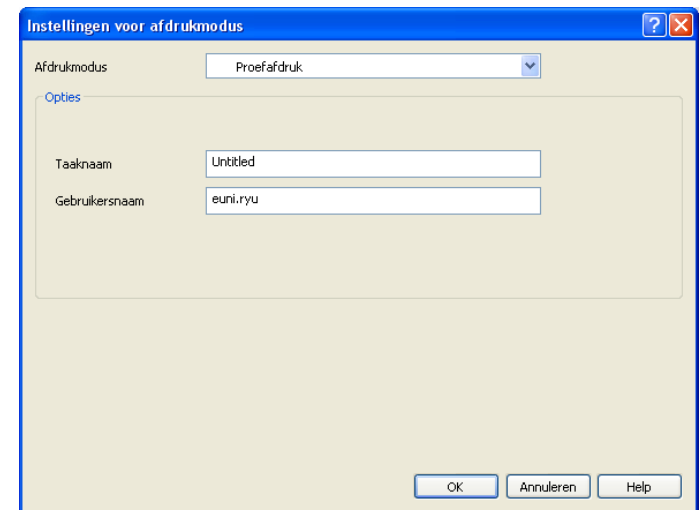 Instellingen voor afdrukmodus
Afdrukmodus Proefafdruk
Opties
Taaknaam Untitled
Gebruikersnaam euni.ryu
OK Annuleren Help